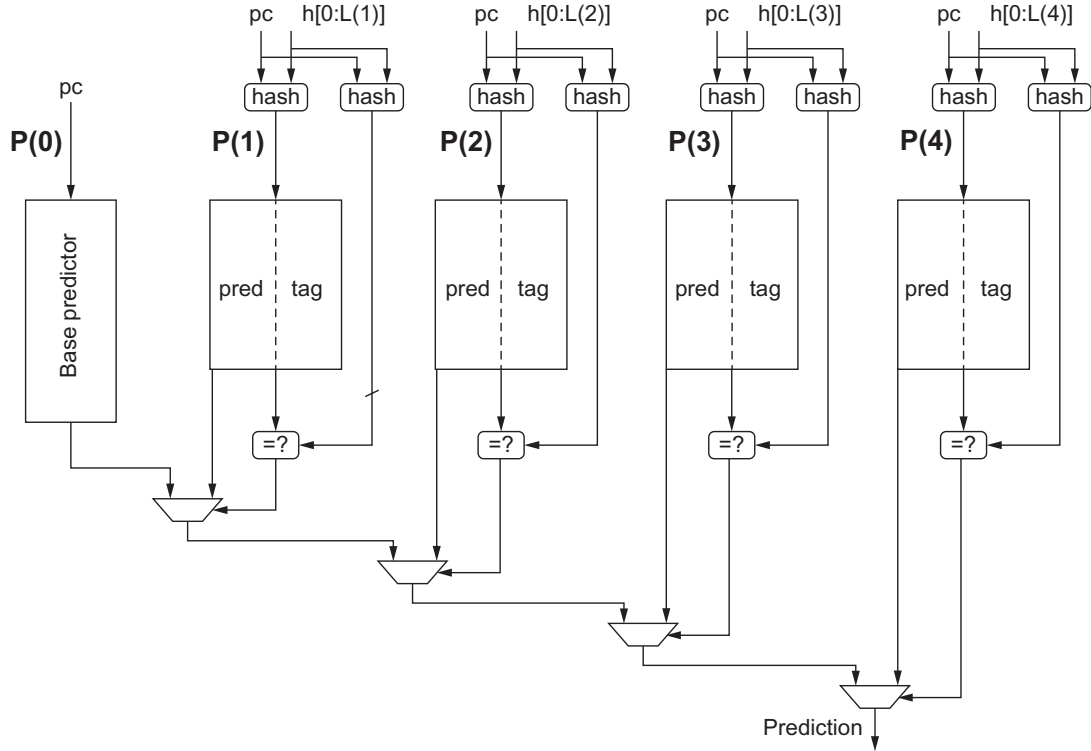 pc h[0:L(1)] pc h[0:L(2)] pc h[0:L(3)] pc h[0:L(4)]
pc hash hash hash hash hash hash hash hash
P(0) P(1) P(2) P(3) P(4)
Base predictor
pred tag pred tag pred tag pred tag
=? =? =? =?
Prediction